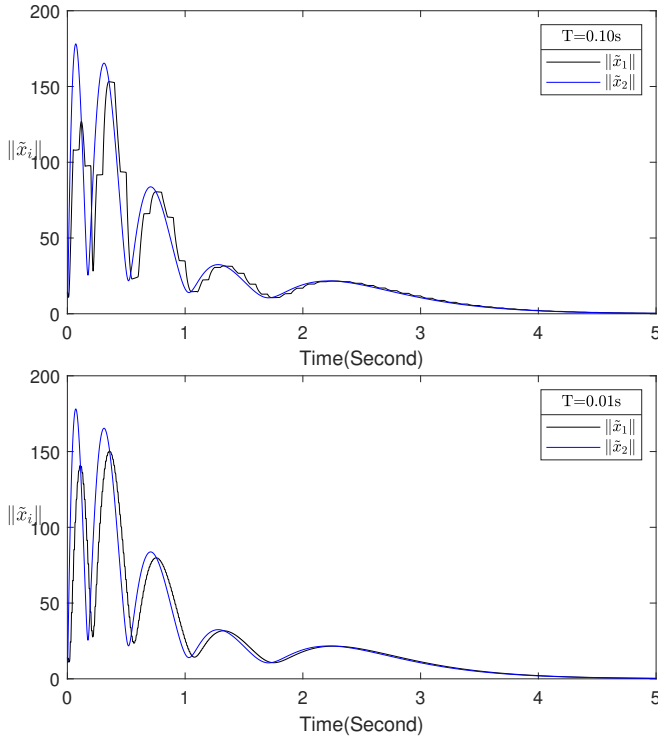 200
T=0.10s
‖x̃₁‖
‖x̃₂‖
150
‖x̃ᵢ‖
100
50
0
0 1 2 3 4 5
Time(Second)
200
T=0.01s
‖x̃₁‖
‖x̃₂‖
150
‖x̃ᵢ‖
100
50
0
0 1 2 3 4 5
Time(Second)